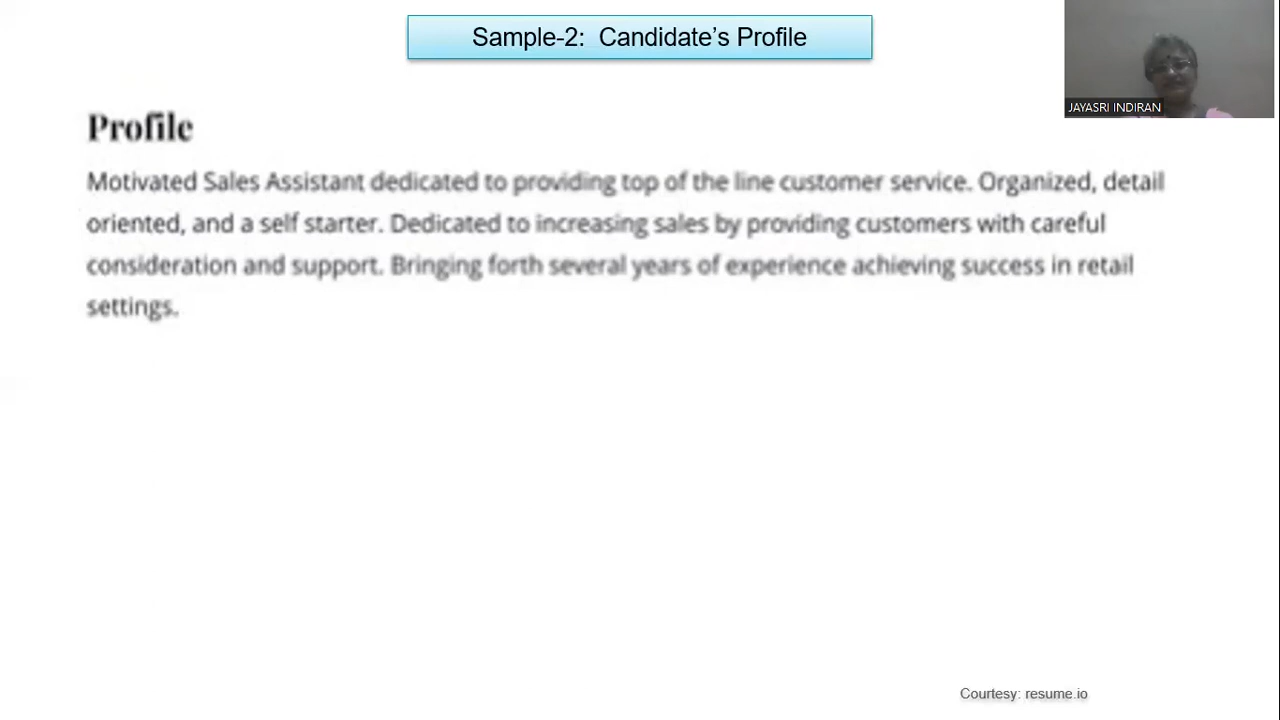 Sample-2:  Candidate’s Profile
JAYASRI INDIRAN
Profile
Motivated Sales Assistant dedicated to providing top of the line customer service. Organized, detail
oriented, and a self starter. Dedicated to increasing sales by providing customers with careful
consideration and support. Bringing forth several years of experience achieving success in retail
settings.
Courtesy: resume.io